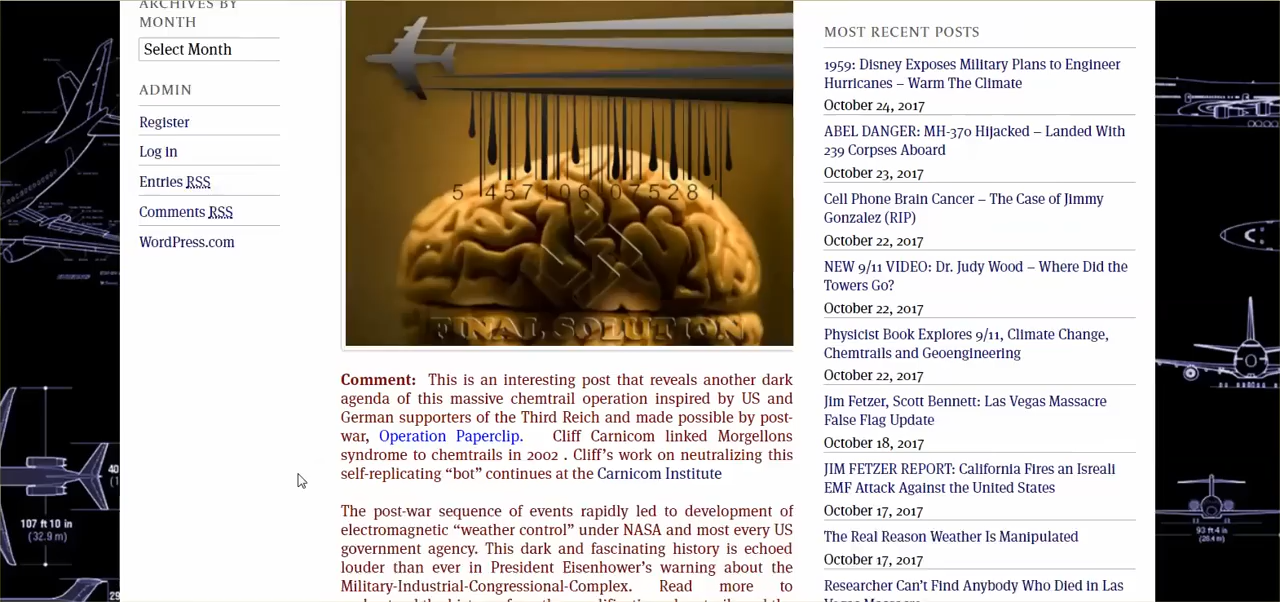 ARCHIVES BY
MONTH
Select Month
ADMIN
Register
Log in
Entries RSS
Comments RSS
WordPress.com
107 ft 10 in
(32.9 m)
40
(1
29
5 457106 075281
FINAL SOLUTION
Comment: This is an interesting post that reveals another dark
agenda of this massive chemtrail operation inspired by US and
German supporters of the Third Reich and made possible by post-
war, Operation Paperclip. Cliff Carnicom linked Morgellons
syndrome to chemtrails in 2002 . Cliff's work on neutralizing this
self-replicating “bot” continues at the Carnicom Institute
The post-war sequence of events rapidly led to development of
electromagnetic “weather control” under NASA and most every US
government agency. This dark and fascinating history is echoed
louder than ever in President Eisenhower's warning about the
Military-Industrial-Congressional-Complex. Read more to
MOST RECENT POSTS
1959: Disney Exposes Military Plans to Engineer
Hurricanes – Warm The Climate
October 24, 2017
ABEL DANGER: MH-370 Hijacked – Landed With
239 Corpses Aboard
October 23, 2017
Cell Phone Brain Cancer – The Case of Jimmy
Gonzalez (RIP)
October 22, 2017
NEW 9/11 VIDEO: Dr. Judy Wood – Where Did the
Towers Go?
October 22, 2017
Physicist Book Explores 9/11, Climate Change,
Chemtrails and Geoengineering
October 22, 2017
Jim Fetzer, Scott Bennett: Las Vegas Massacre
False Flag Update
October 18, 2017
JIM FETZER REPORT: California Fires an Isreali
EMF Attack Against the United States
October 17, 2017
The Real Reason Weather Is Manipulated
October 17, 2017
Researcher Can't Find Anybody Who Died in Las
Vegas Massacre
93 ft 4 in
(28.4 m)